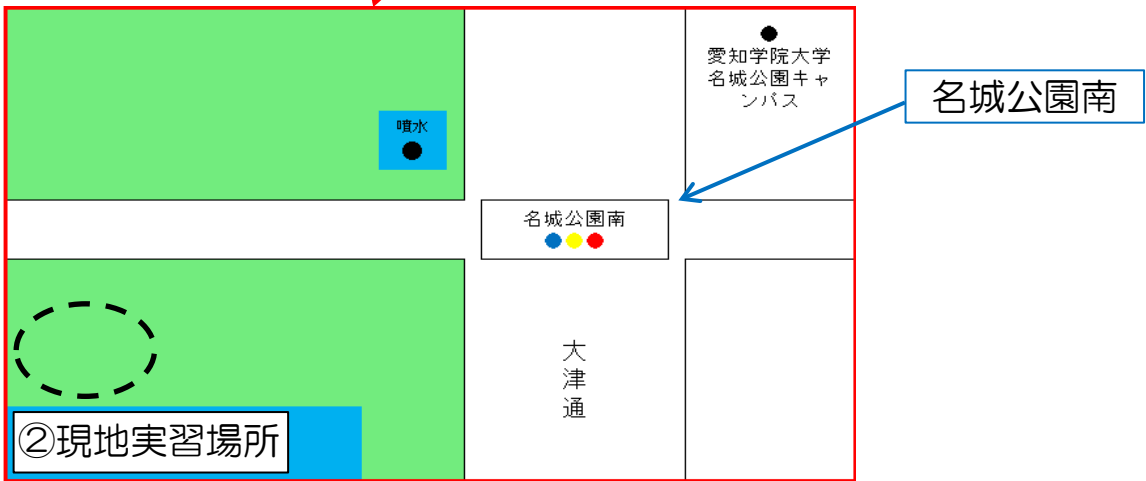 愛知学院大学
名城公園キャ
ンパス
名城公園南
噴水
名城公園南
大
津
通
②現地実習場所